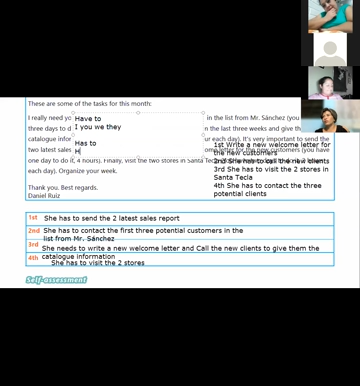 These are some of the tasks for this month:
I really need yo
in the list from Mr. Sánchez (you
three days to d
n the last three weeks and give th
catalogue infor
ur each day). It's very important to send the
two latest sales
ome letter for the new customers (you have
one day to do it, 4 hours). Finally, visit the two stores in Santa Tec
each day). Organize your week.
Thank you. Best regards.
Daniel Ruiz
Have to
I you we they
Has to
H
1st Write a new welcome letter for
the new customers
2nd She has to call the new clients
3rd She has to visit the 2 stores in
Santa Tecla
4th She has to contact the three
potential clients
1st She has to send the 2 latest sales report
2nd She has to contact the first three potential customers in the
list from Mr. Sánchez
3rd She needs to write a new welcome letter and Call the new clients to give them the
catalogue information
4th She has to visit the 2 stores
Self-assessment